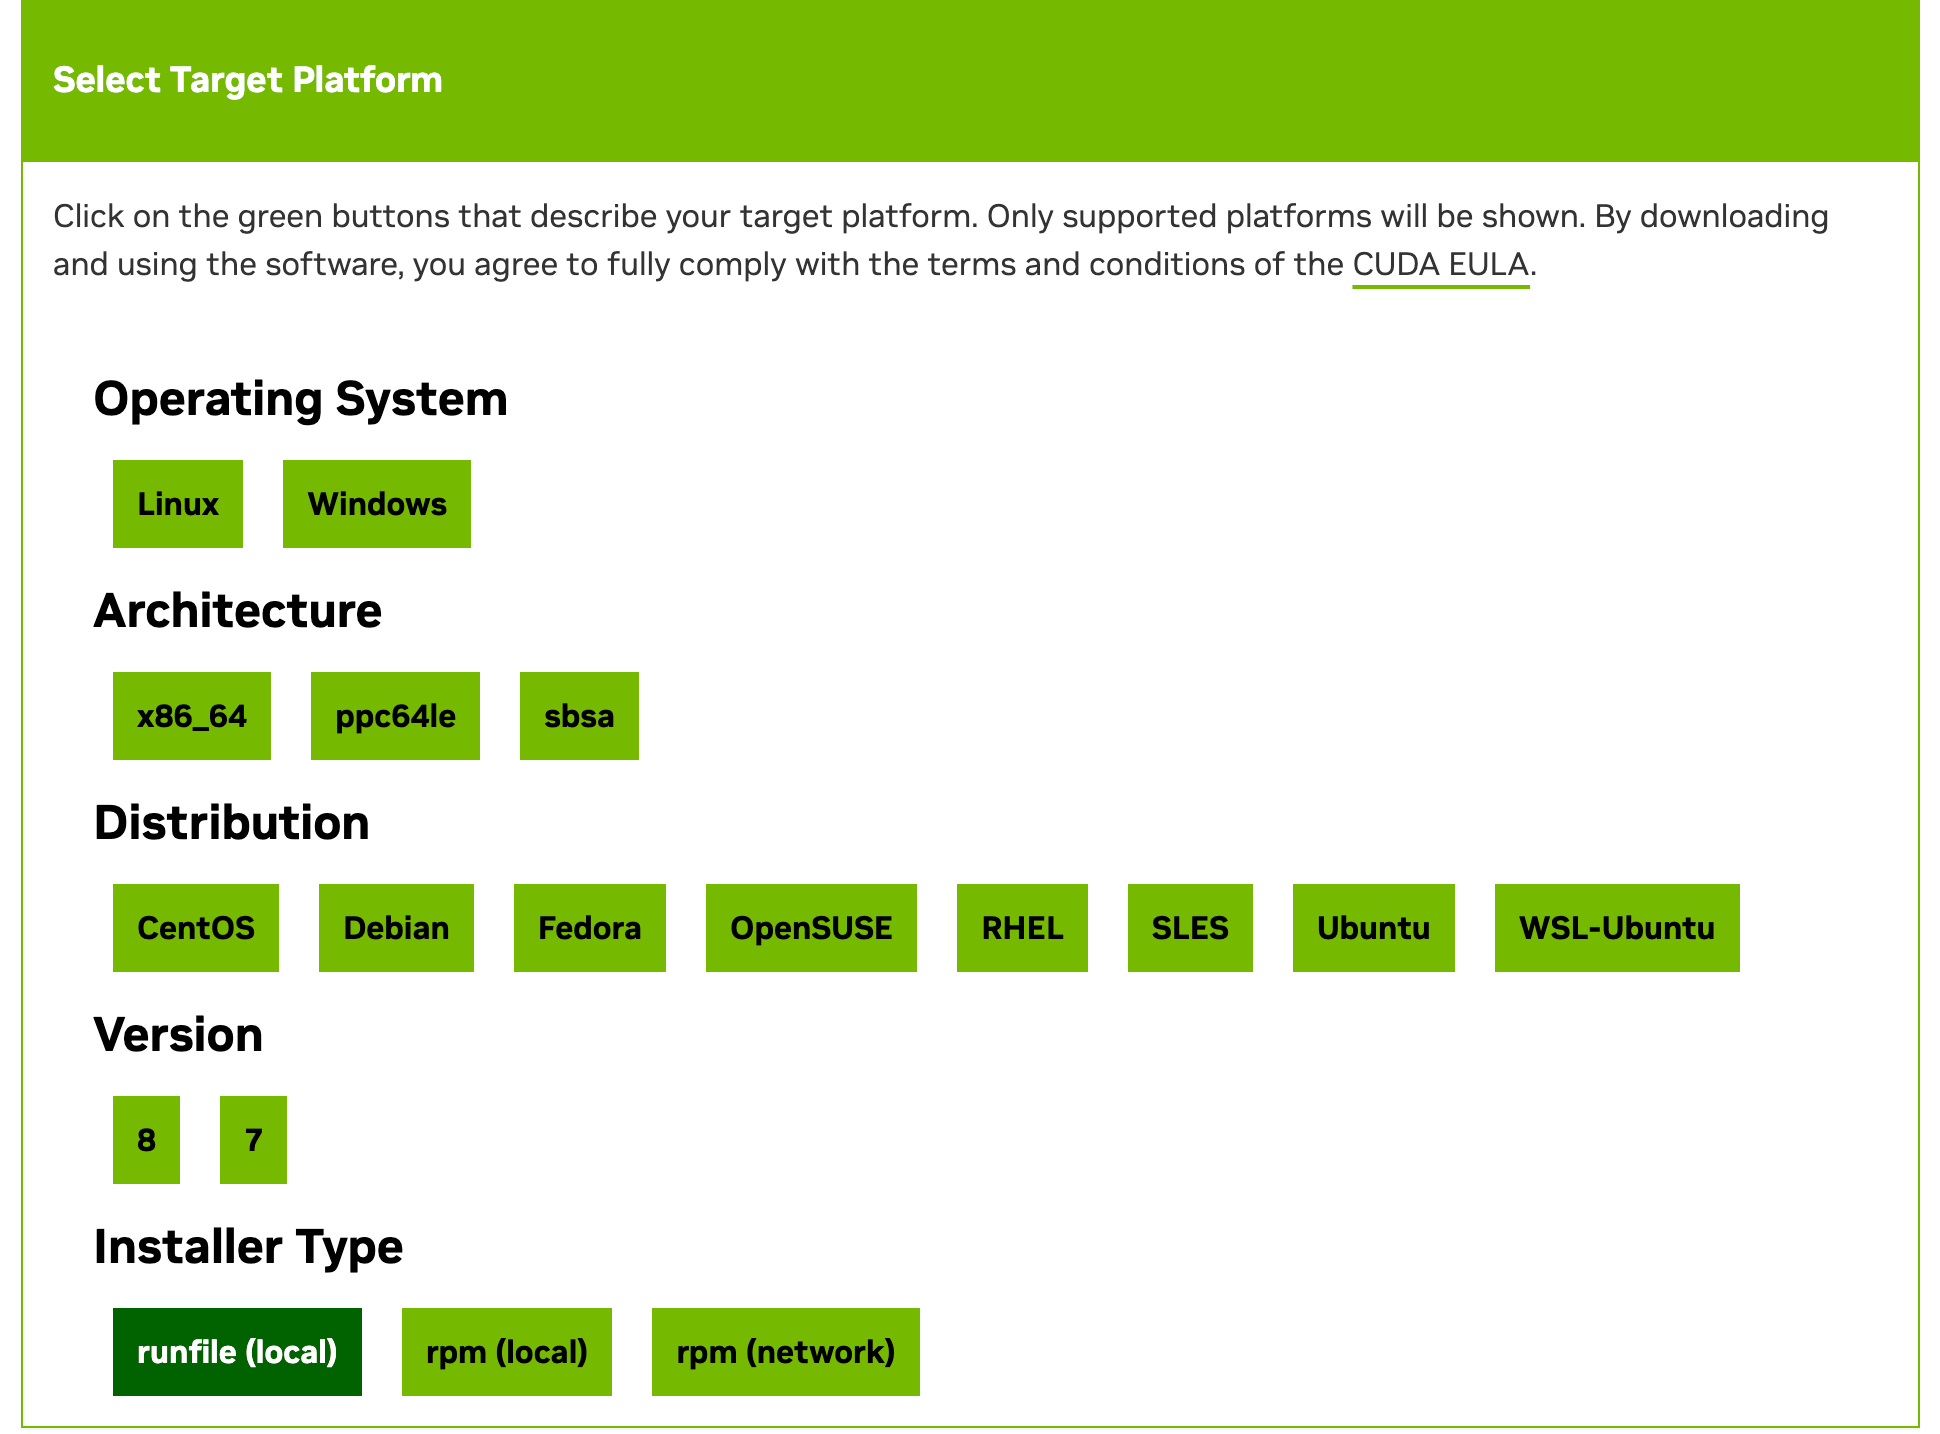 Select Target Platform
Click on the green buttons that describe your target platform. Only supported platforms will be shown. By downloading
and using the software, you agree to fully comply with the terms and conditions of the CUDA EULA.
Operating System
Linux Windows
Architecture
x86_64 ppc64le sbsa
Distribution
CentOS Debian Fedora OpenSUSE RHEL SLES Ubuntu WSL-Ubuntu
Version
8 7
Installer Type
runfile (local) rpm (local) rpm (network)